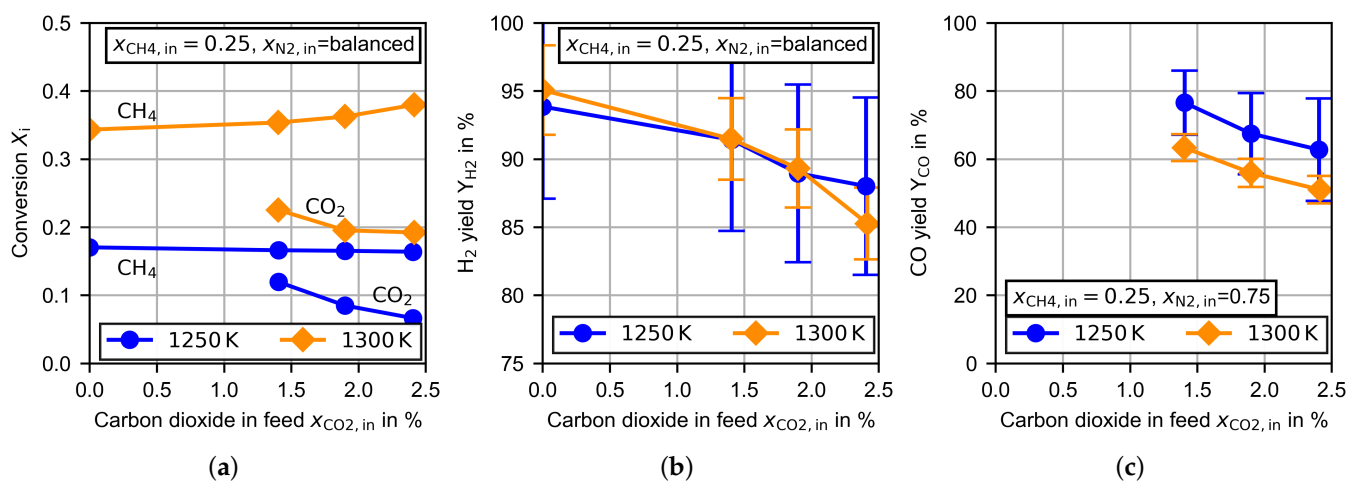 0.5
0.4
0.3
0.2
0.1
0.0
Conversion Xi
x_CH4, in = 0.25, x_N2, in=balanced
CH4
CO2
CH4
CO2
1250 K 1300 K
0.0 0.5 1.0 1.5 2.0 2.5
Carbon dioxide in feed x_CO2, in in %
(a)
100
95
90
85
80
75
H2 yield Y_H2 in %
x_CH4, in = 0.25, x_N2, in=balanced
1250 K 1300 K
0.0 0.5 1.0 1.5 2.0 2.5
Carbon dioxide in feed x_CO2, in in %
(b)
100
80
60
40
20
0
CO yield Y_CO in %
x_CH4, in = 0.25, x_N2, in=0.75
1250 K 1300 K
0.0 0.5 1.0 1.5 2.0 2.5
Carbon dioxide in feed x_CO2, in in %
(c)